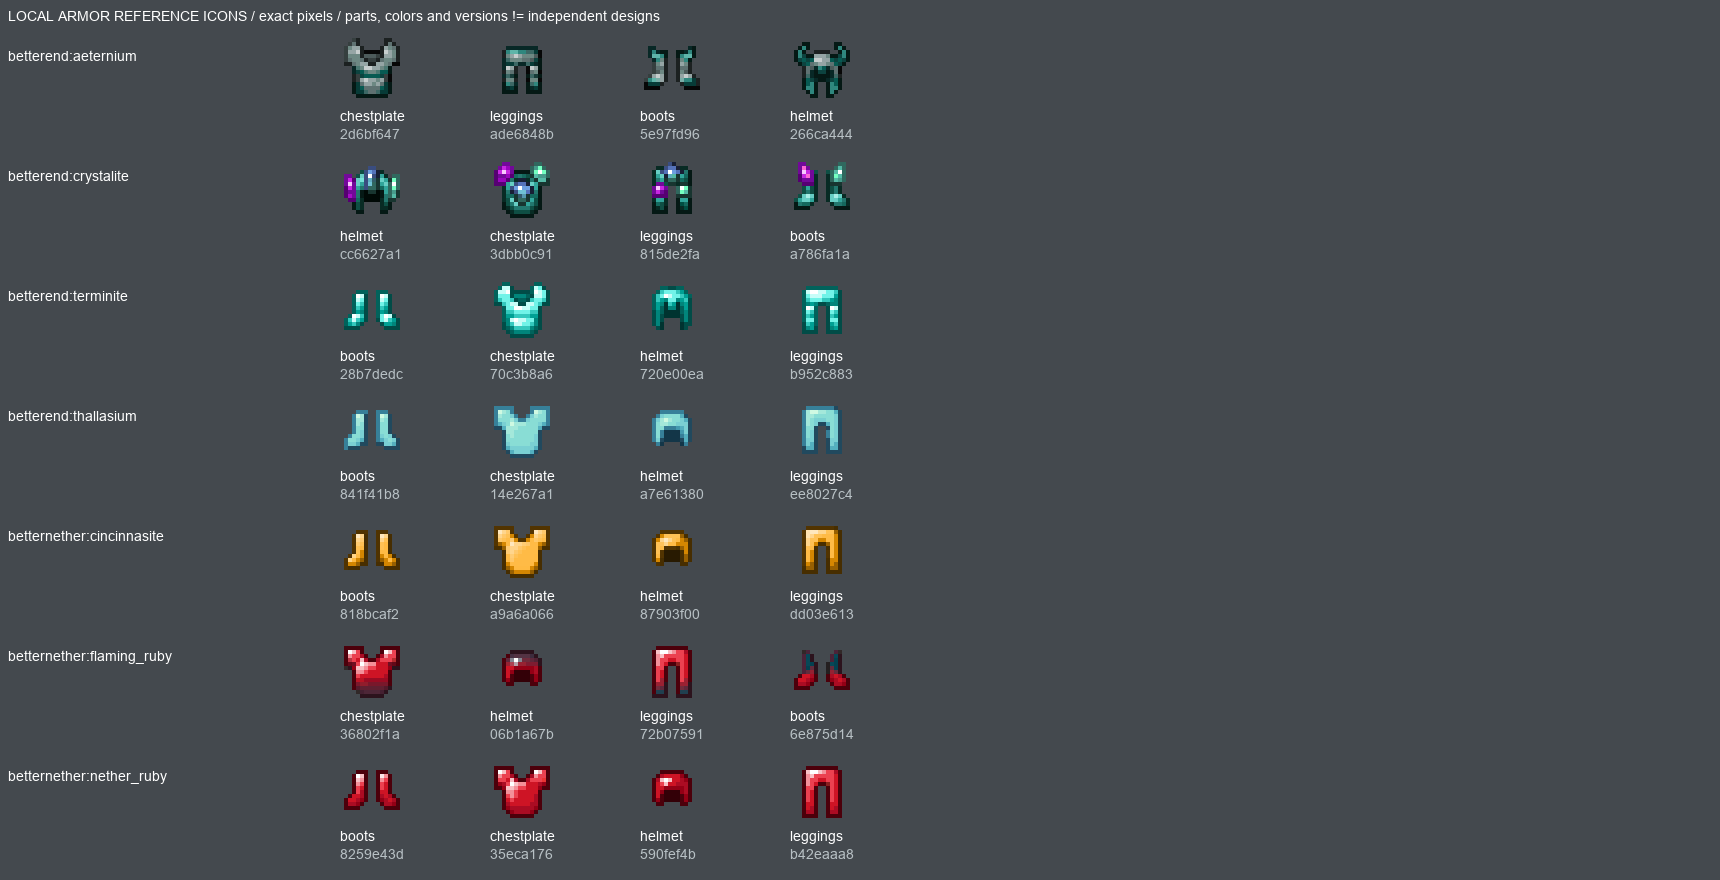 LOCAL ARMOR REFERENCE ICONS / exact pixels / parts, colors and versions != independent designs
betterend:aeternium
chestplate leggings boots helmet
2d6bf647 ade6848b 5e97fd96 266ca444
betterend:crystalite
helmet chestplate leggings boots
cc6627a1 3dbb0c91 815de2fa a786fa1a
betterend:terminite
boots chestplate helmet leggings
28b7dedc 70c3b8a6 720e00ea b952c883
betterend:thallasium
boots chestplate helmet leggings
841f41b8 14e267a1 a7e61380 ee8027c4
betternether:cincinnasite
boots chestplate helmet leggings
818bcaf2 a9a6a066 87903f00 dd03e613
betternether:flaming_ruby
chestplate helmet leggings boots
36802f1a 06b1a67b 72b07591 6e875d14
betternether:nether_ruby
boots chestplate helmet leggings
8259e43d 35eca176 590fef4b b42eaaa8